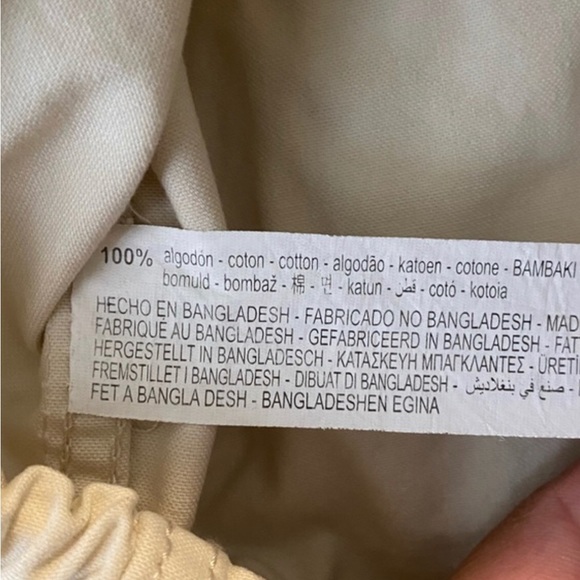 100% algodón - coton - cotton - algodão - katoen - cotone - BAMBAKI
bomuld - bombaž - 棉 - 면 - katun - قطن - cotó - kotoia
HECHO EN BANGLADESH - FABRICADO NO BANGLADESH - MAD
FABRIQUÉ AU BANGLADESH - GEFABRICEERD IN BANGLADESH - FAT
HERGESTELLT IN BANGLADESCH - ΚΑΤΑΣΚΕΥΗ ΜΠΑΓΚΛΑΝΤΕΣ - ÜRETİ
FREMSTILLET I BANGLADESH - DIBUAT DI BANGLADESH - صنع في بنغلاديش -
FET A BANGLA DESH - BANGLADESHEN EGINA